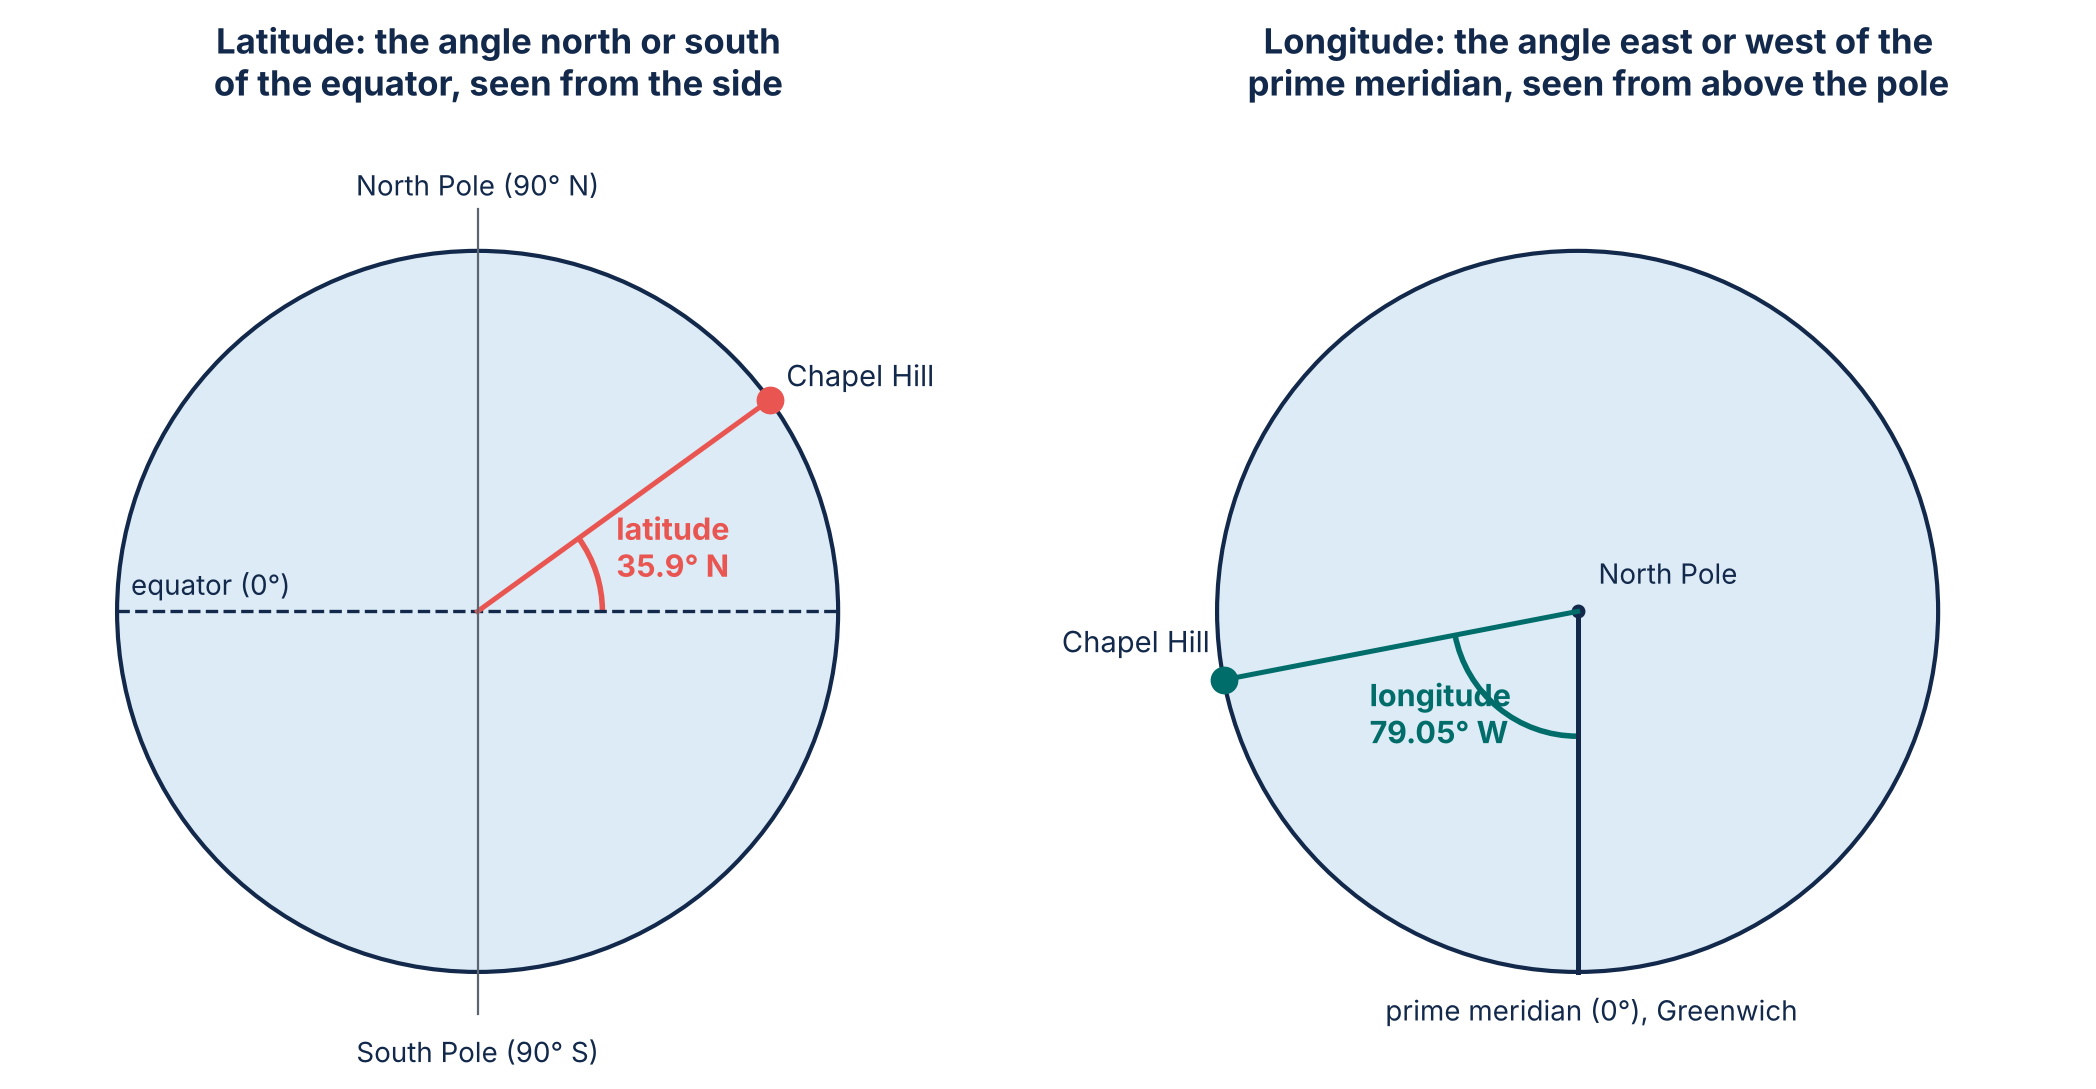 Latitude: the angle north or south
of the equator, seen from the side
North Pole (90° N)
Chapel Hill
latitude
35.9° N
equator (0°)
South Pole (90° S)
Longitude: the angle east or west of the
prime meridian, seen from above the pole
North Pole
Chapel Hill
longitude
79.05° W
prime meridian (0°), Greenwich